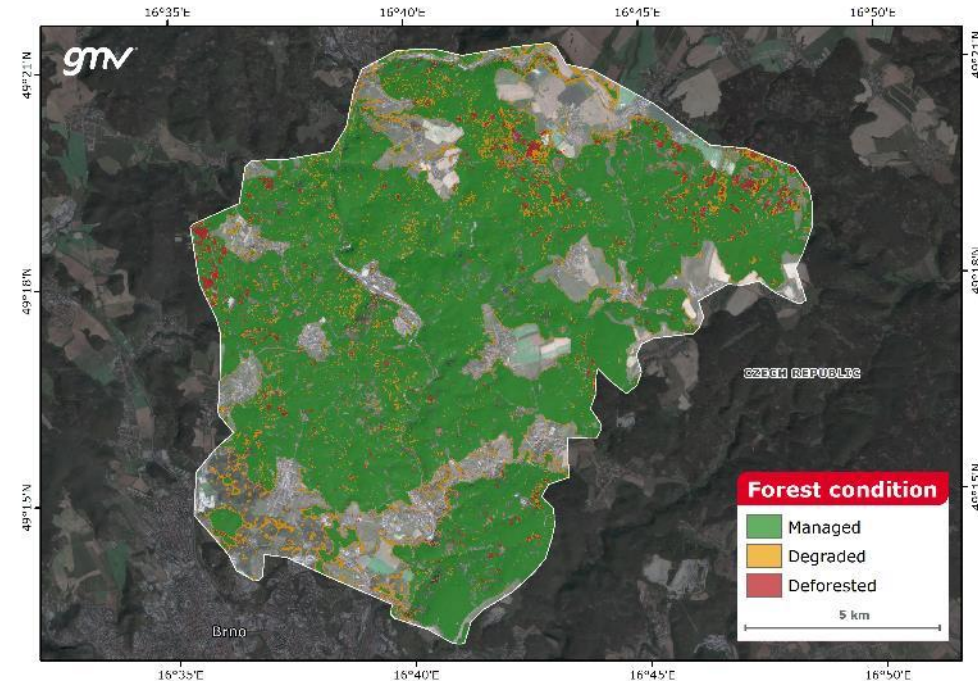 16°35'E 16°40'E 16°45'E 16°50'E
gmv
49°21'N 49°21'N
49°18'N 49°18'N
CZECH REPUBLIC
49°15'N 49°15'N
Forest condition
Managed
Degraded
Deforested
5 km
Brno
16°35'E 16°40'E 16°45'E 16°50'E